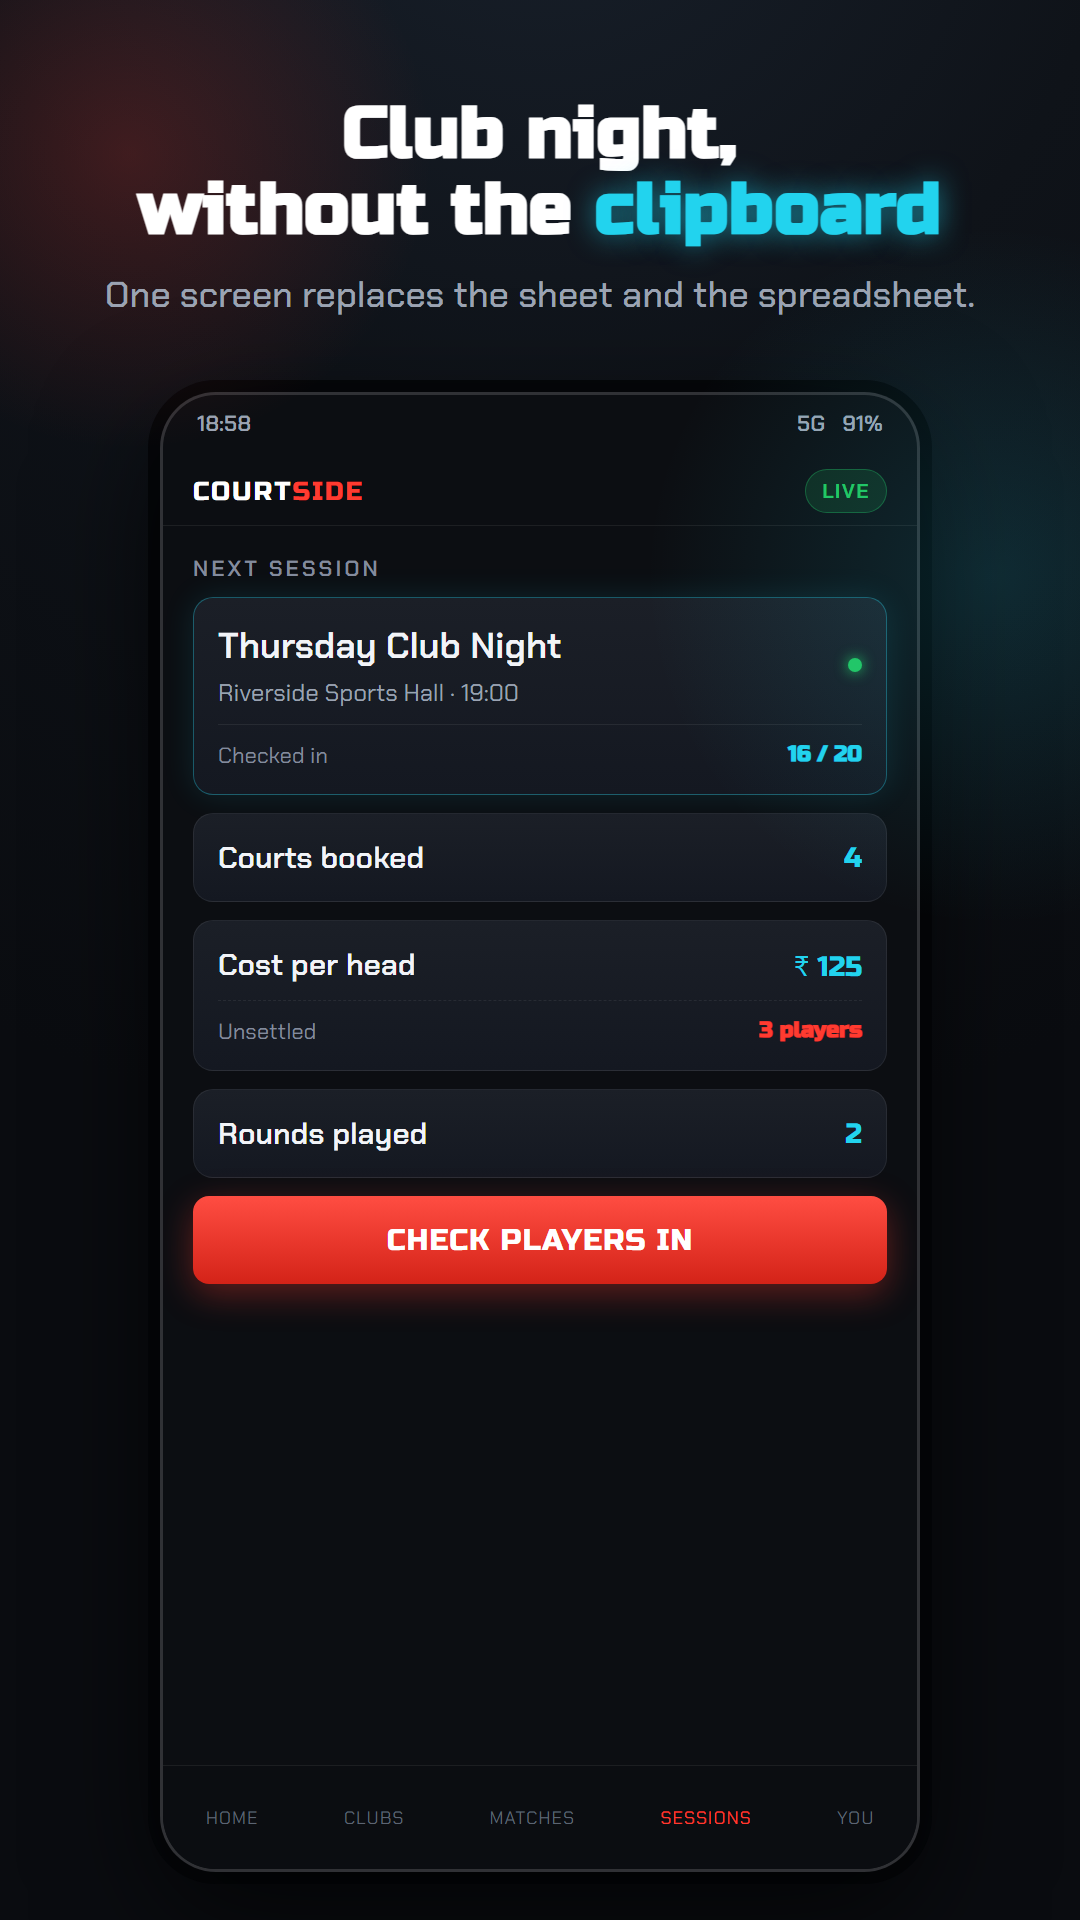 Club night,
without the clipboard
One screen replaces the sheet and the spreadsheet.
18:58 5G 91%
COURTSIDE LIVE
NEXT SESSION
Thursday Club Night
Riverside Sports Hall · 19:00
Checked in 16 / 20
Courts booked 4
Cost per head ₹ 125
Unsettled 3 players
Rounds played 2
CHECK PLAYERS IN
HOME CLUBS MATCHES SESSIONS YOU